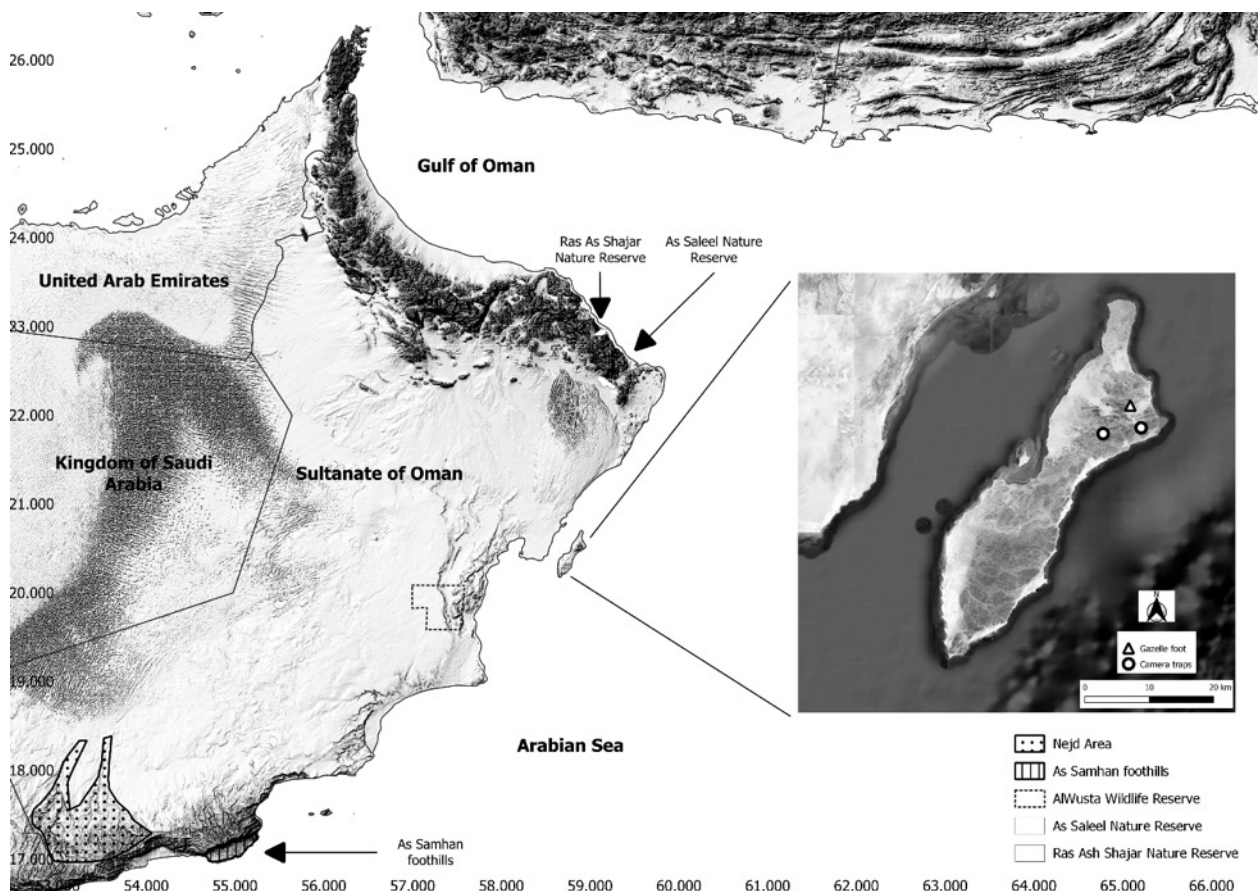 26.000
25.000
Gulf of Oman
24.000
Ras As Shajar
Nature Reserve
As Saleel Nature
Reserve
United Arab Emirates
23.000
22.000
Kingdom of Saudi
Arabia
Sultanate of Oman
21.000
20.000
19.000
N
Gazelle foot
Camera traps
0 10 20 km
Arabian Sea
18.000
Nejd Area
As Samhan foothills
AlWusta Wildlife Reserve
As Saleel Nature Reserve
Ras Ash Shajar Nature Reserve
As Samhan
foothills
17.000
53.000 54.000 55.000 56.000 57.000 58.000 59.000 60.000 61.000 62.000 63.000 64.000 65.000 66.000